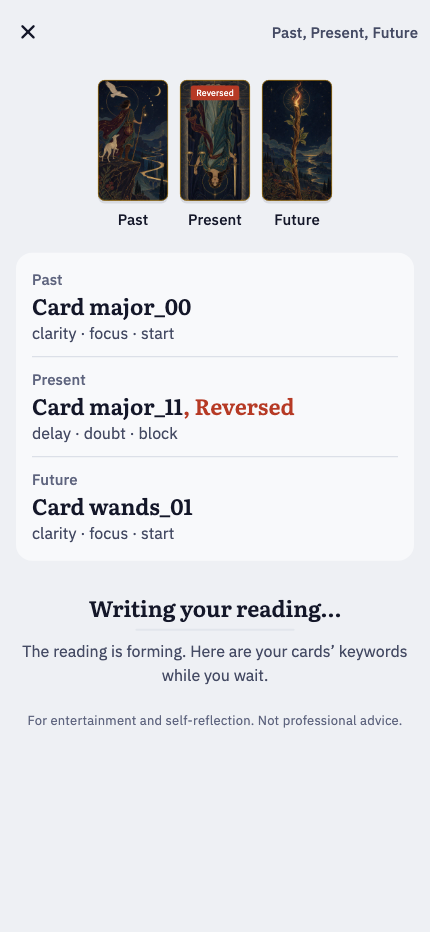 Past, Present, Future
Reversed
Past
Present
Future
Past
Card major_00
clarity · focus · start
Present
Card major_11, Reversed
delay · doubt · block
Future
Card wands_01
clarity · focus · start
Writing your reading...
The reading is forming. Here are your cards’ keywords
while you wait.
For entertainment and self-reflection. Not professional advice.